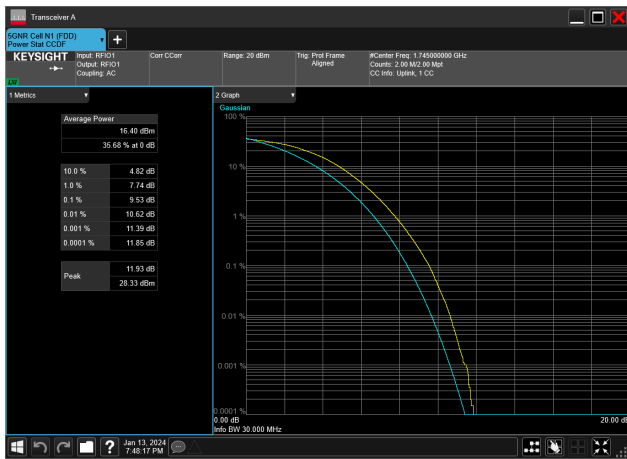 Transceiver A
5GNR Cell N1 (FDD)
Power Stat CCDF
KEYSIGHT
Input: RFIO1
Output: RFIO1
Coupling: AC
Corr CCorr
Range: 20 dBm
Trig: Prot Frame
Aligned
#Center Freq: 1.745000000 GHz
Counts: 2.00 M/2.00 Mpt
CC Info: Uplink, 1 CC
1 Metrics
Average Power
16.40 dBm
35.68 % at 0 dB
10.0 % 4.82 dB
1.0 % 7.74 dB
0.1 % 9.53 dB
0.01 % 10.62 dB
0.001 % 11.39 dB
0.0001 % 11.85 dB
Peak
11.93 dB
28.33 dBm
2 Graph
Gaussian
100 %
10 %
1 %
0.1 %
0.01 %
0.001 %
0.0001 %
0.00 dB
20.00 dB
Info BW 30.000 MHz
Jan 13, 2024
7:48:17 PM